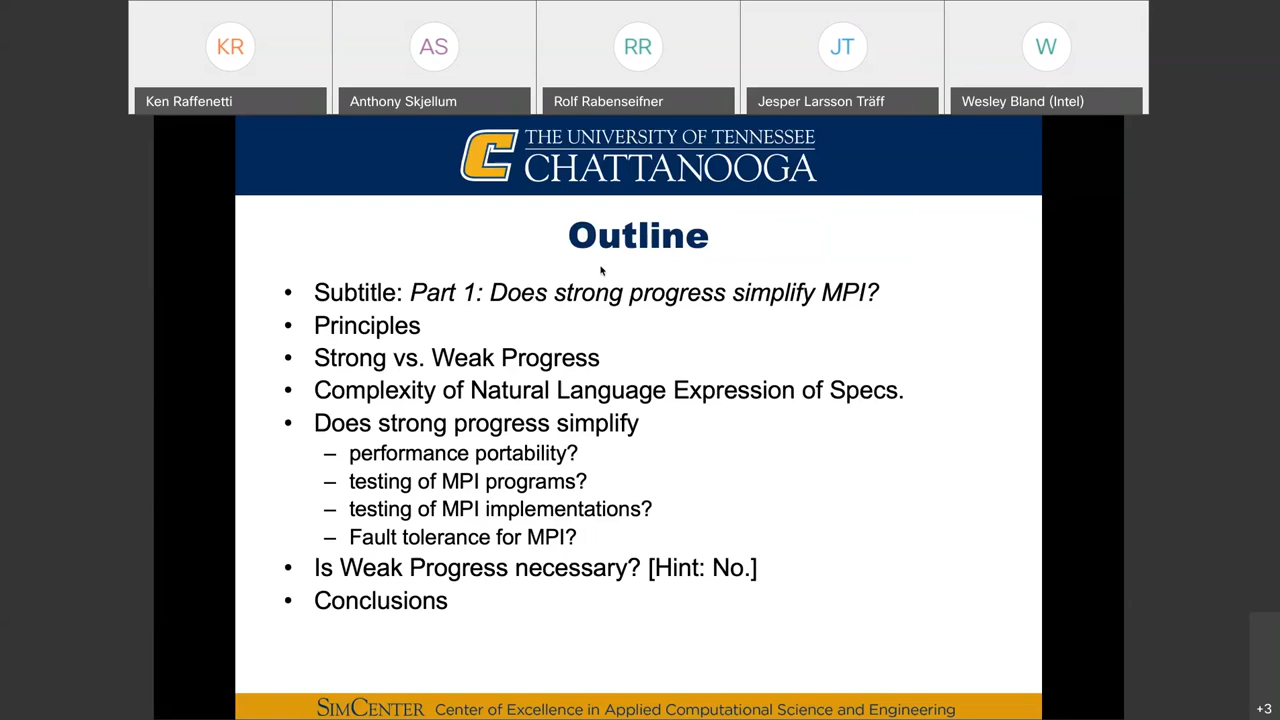 KR
AS
RR
JT
W
Ken Raffenetti
Anthony Skjellum
Rolf Rabenseifner
Jesper Larsson Träff
Wesley Bland (Intel)
C
THE UNIVERSITY OF TENNESSEE
CHATTANOOGA
Outline
• Subtitle: Part 1: Does strong progress simplify MPI?
• Principles
• Strong vs. Weak Progress
• Complexity of Natural Language Expression of Specs.
• Does strong progress simplify
– performance portability?
– testing of MPI programs?
– testing of MPI implementations?
– Fault tolerance for MPI?
• Is Weak Progress necessary? [Hint: No.]
• Conclusions
SIMCENTER Center of Excellence in Applied Computational Science and Engineering
+3